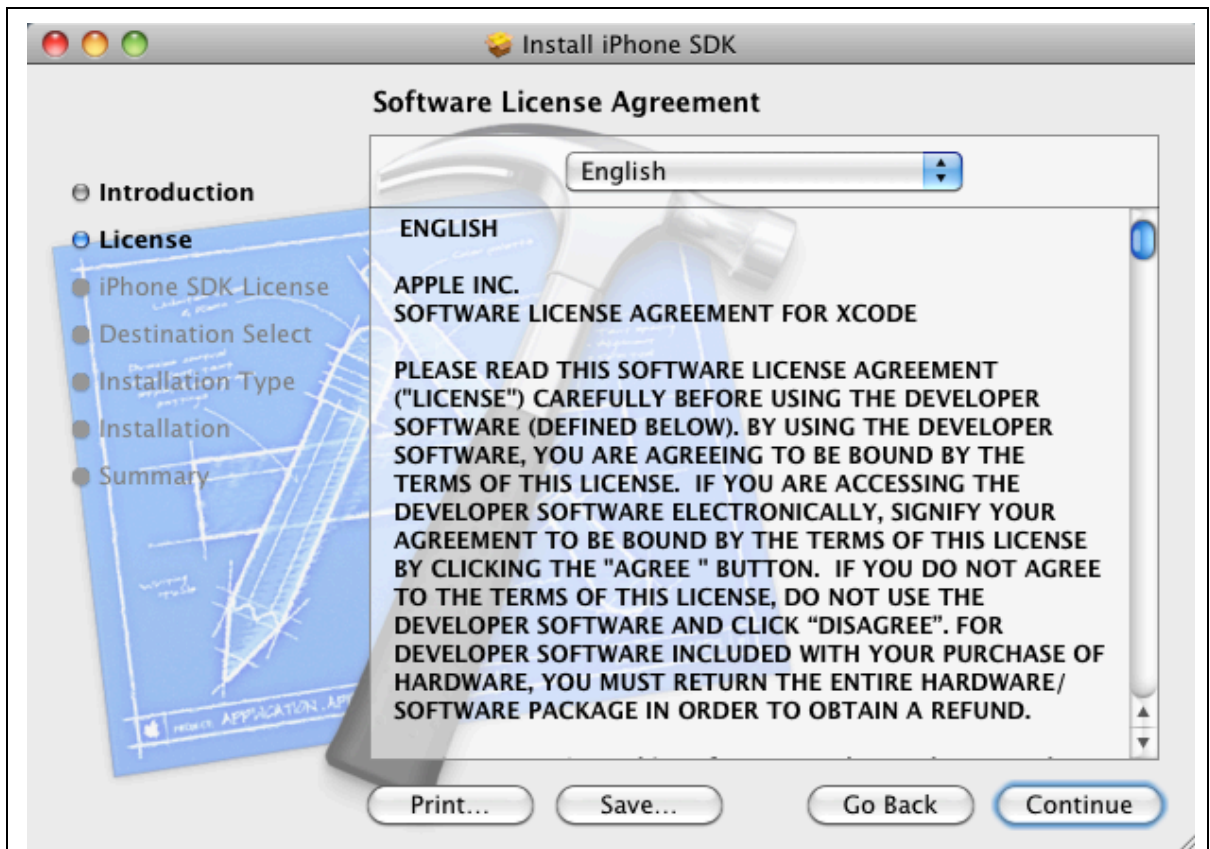 Install iPhone SDK
Software License Agreement
English
Introduction
License
iPhone SDK License
Destination Select
Installation Type
Installation
Summary
ENGLISH
APPLE INC.
SOFTWARE LICENSE AGREEMENT FOR XCODE
PLEASE READ THIS SOFTWARE LICENSE AGREEMENT
("LICENSE") CAREFULLY BEFORE USING THE DEVELOPER
SOFTWARE (DEFINED BELOW). BY USING THE DEVELOPER
SOFTWARE, YOU ARE AGREEING TO BE BOUND BY THE
TERMS OF THIS LICENSE.  IF YOU ARE ACCESSING THE
DEVELOPER SOFTWARE ELECTRONICALLY, SIGNIFY YOUR
AGREEMENT TO BE BOUND BY THE TERMS OF THIS LICENSE
BY CLICKING THE "AGREE " BUTTON.  IF YOU DO NOT AGREE
TO THE TERMS OF THIS LICENSE, DO NOT USE THE
DEVELOPER SOFTWARE AND CLICK “DISAGREE”. FOR
DEVELOPER SOFTWARE INCLUDED WITH YOUR PURCHASE OF
HARDWARE, YOU MUST RETURN THE ENTIRE HARDWARE/
SOFTWARE PACKAGE IN ORDER TO OBTAIN A REFUND.
APPLICATION.APP
Print...
Save...
Go Back
Continue